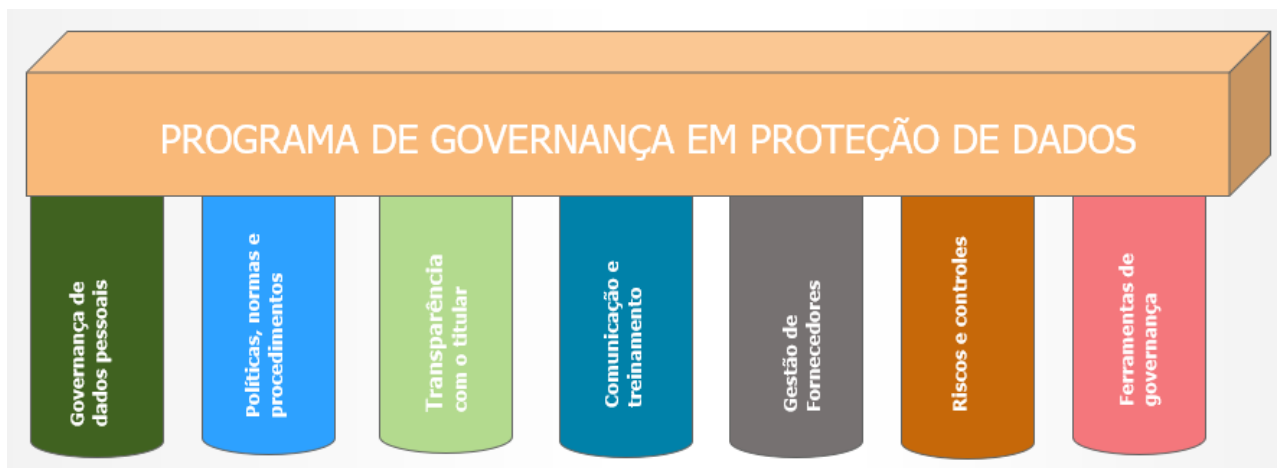 PROGRAMA DE GOVERNANÇA EM PROTEÇÃO DE DADOS
Governança de
dados pessoais
Políticas, normas e
procedimentos
Transparência
com o titular
Comunicação e
treinamento
Gestão de
Fornecedores
Riscos e controles
Ferramentas de
governança